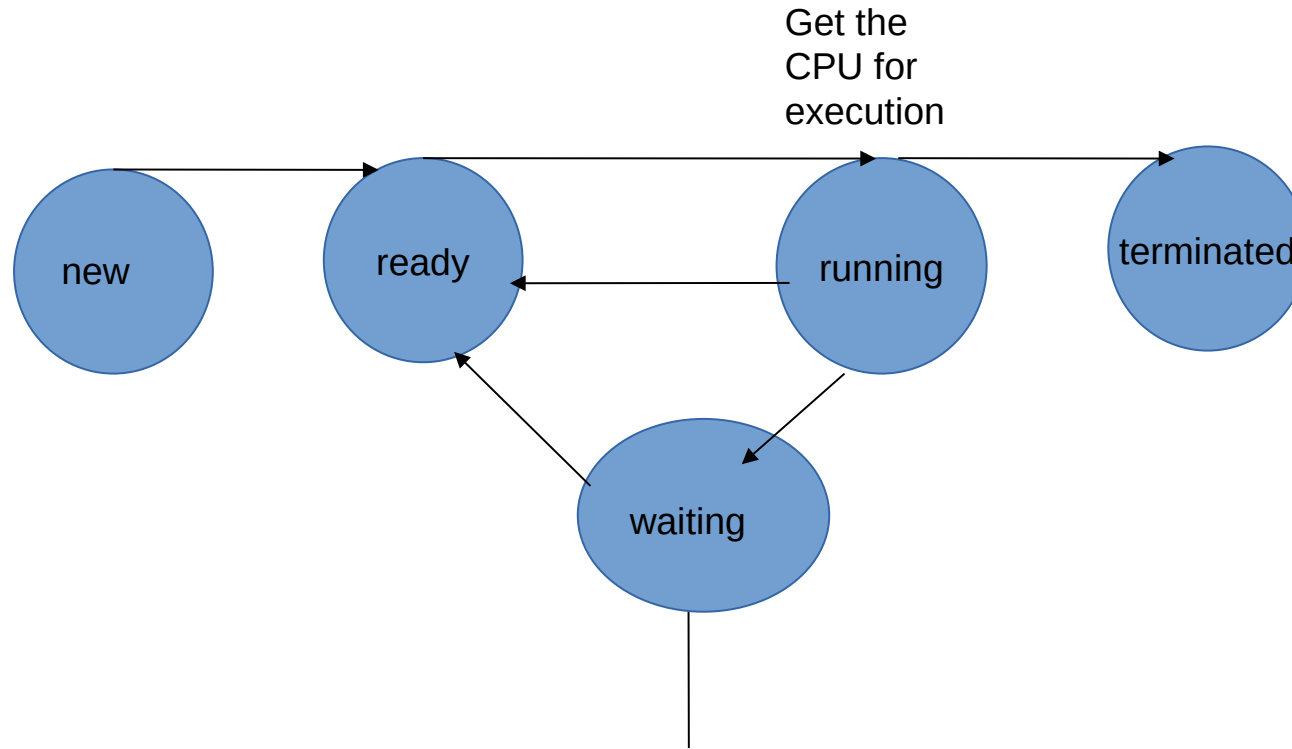 Get the
CPU for
execution
new
ready
running
terminated
waiting